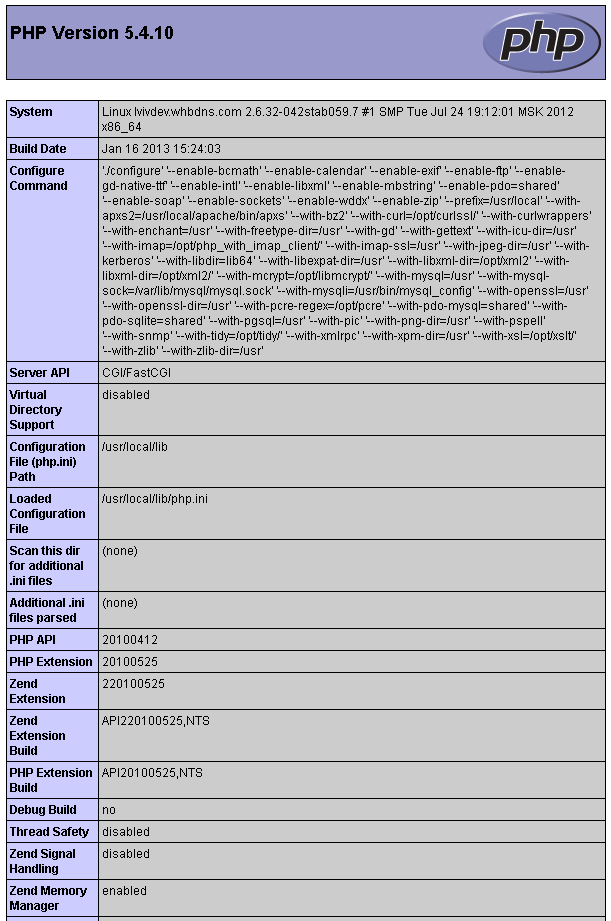 PHP Version 5.4.10
php
System
Linux lvivdev.whbdns.com 2.6.32-042stab059.7 #1 SMP Tue Jul 24 19:12:01 MSK 2012
x86_64
Build Date
Jan 16 2013 15:24:03
Configure
Command
'./configure' '--enable-bcmath' '--enable-calendar' '--enable-exif' '--enable-ftp' '--enable-
gd-native-ttf' '--enable-intl' '--enable-libxml' '--enable-mbstring' '--enable-pdo=shared'
'--enable-soap' '--enable-sockets' '--enable-wddx' '--enable-zip' '--prefix=/usr/local' '--with-
apxs2=/usr/local/apache/bin/apxs' '--with-bz2' '--with-curl=/opt/curlssl/' '--with-curlwrappers'
'--with-enchant=/usr' '--with-freetype-dir=/usr' '--with-gd' '--with-gettext' '--with-icu-dir=/usr'
'--with-imap=/opt/php_with_imap_client/' '--with-imap-ssl=/usr' '--with-jpeg-dir=/usr' '--with-
kerberos' '--with-libdir=lib64' '--with-libexpat-dir=/usr' '--with-libxml-dir=/opt/xml2' '--with-
libxml-dir=/opt/xml2/' '--with-mcrypt=/opt/libmcrypt/' '--with-mysql=/usr' '--with-mysql-
sock=/var/lib/mysql/mysql.sock' '--with-mysqli=/usr/bin/mysql_config' '--with-openssl=/usr'
'--with-openssl-dir=/usr' '--with-pcre-regex=/opt/pcre' '--with-pdo-mysql=shared' '--with-
pdo-sqlite=shared' '--with-pgsql=/usr' '--with-pic' '--with-png-dir=/usr' '--with-pspell'
'--with-snmp' '--with-tidy=/opt/tidy/' '--with-xmlrpc' '--with-xpm-dir=/usr' '--with-xsl=/opt/xslt/'
'--with-zlib' '--with-zlib-dir=/usr'
Server API
CGI/FastCGI
Virtual
Directory
Support
disabled
Configuration
File (php.ini)
Path
/usr/local/lib
Loaded
Configuration
File
/usr/local/lib/php.ini
Scan this dir
for additional
.ini files
(none)
Additional .ini
files parsed
(none)
PHP API
20100412
PHP Extension
20100525
Zend
Extension
220100525
Zend
Extension
Build
API220100525,NTS
PHP Extension
Build
API20100525,NTS
Debug Build
no
Thread Safety
disabled
Zend Signal
Handling
disabled
Zend Memory
Manager
enabled